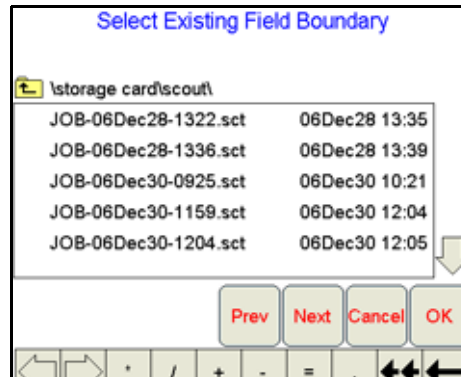 Select Existing Field Boundary
\storage card\scout\
JOB-06Dec28-1322.sct 06Dec28 13:35
JOB-06Dec28-1336.sct 06Dec28 13:39
JOB-06Dec30-0925.sct 06Dec30 10:21
JOB-06Dec30-1159.sct 06Dec30 12:04
JOB-06Dec30-1204.sct 06Dec30 12:05
Prev Next Cancel OK
* / + - = .